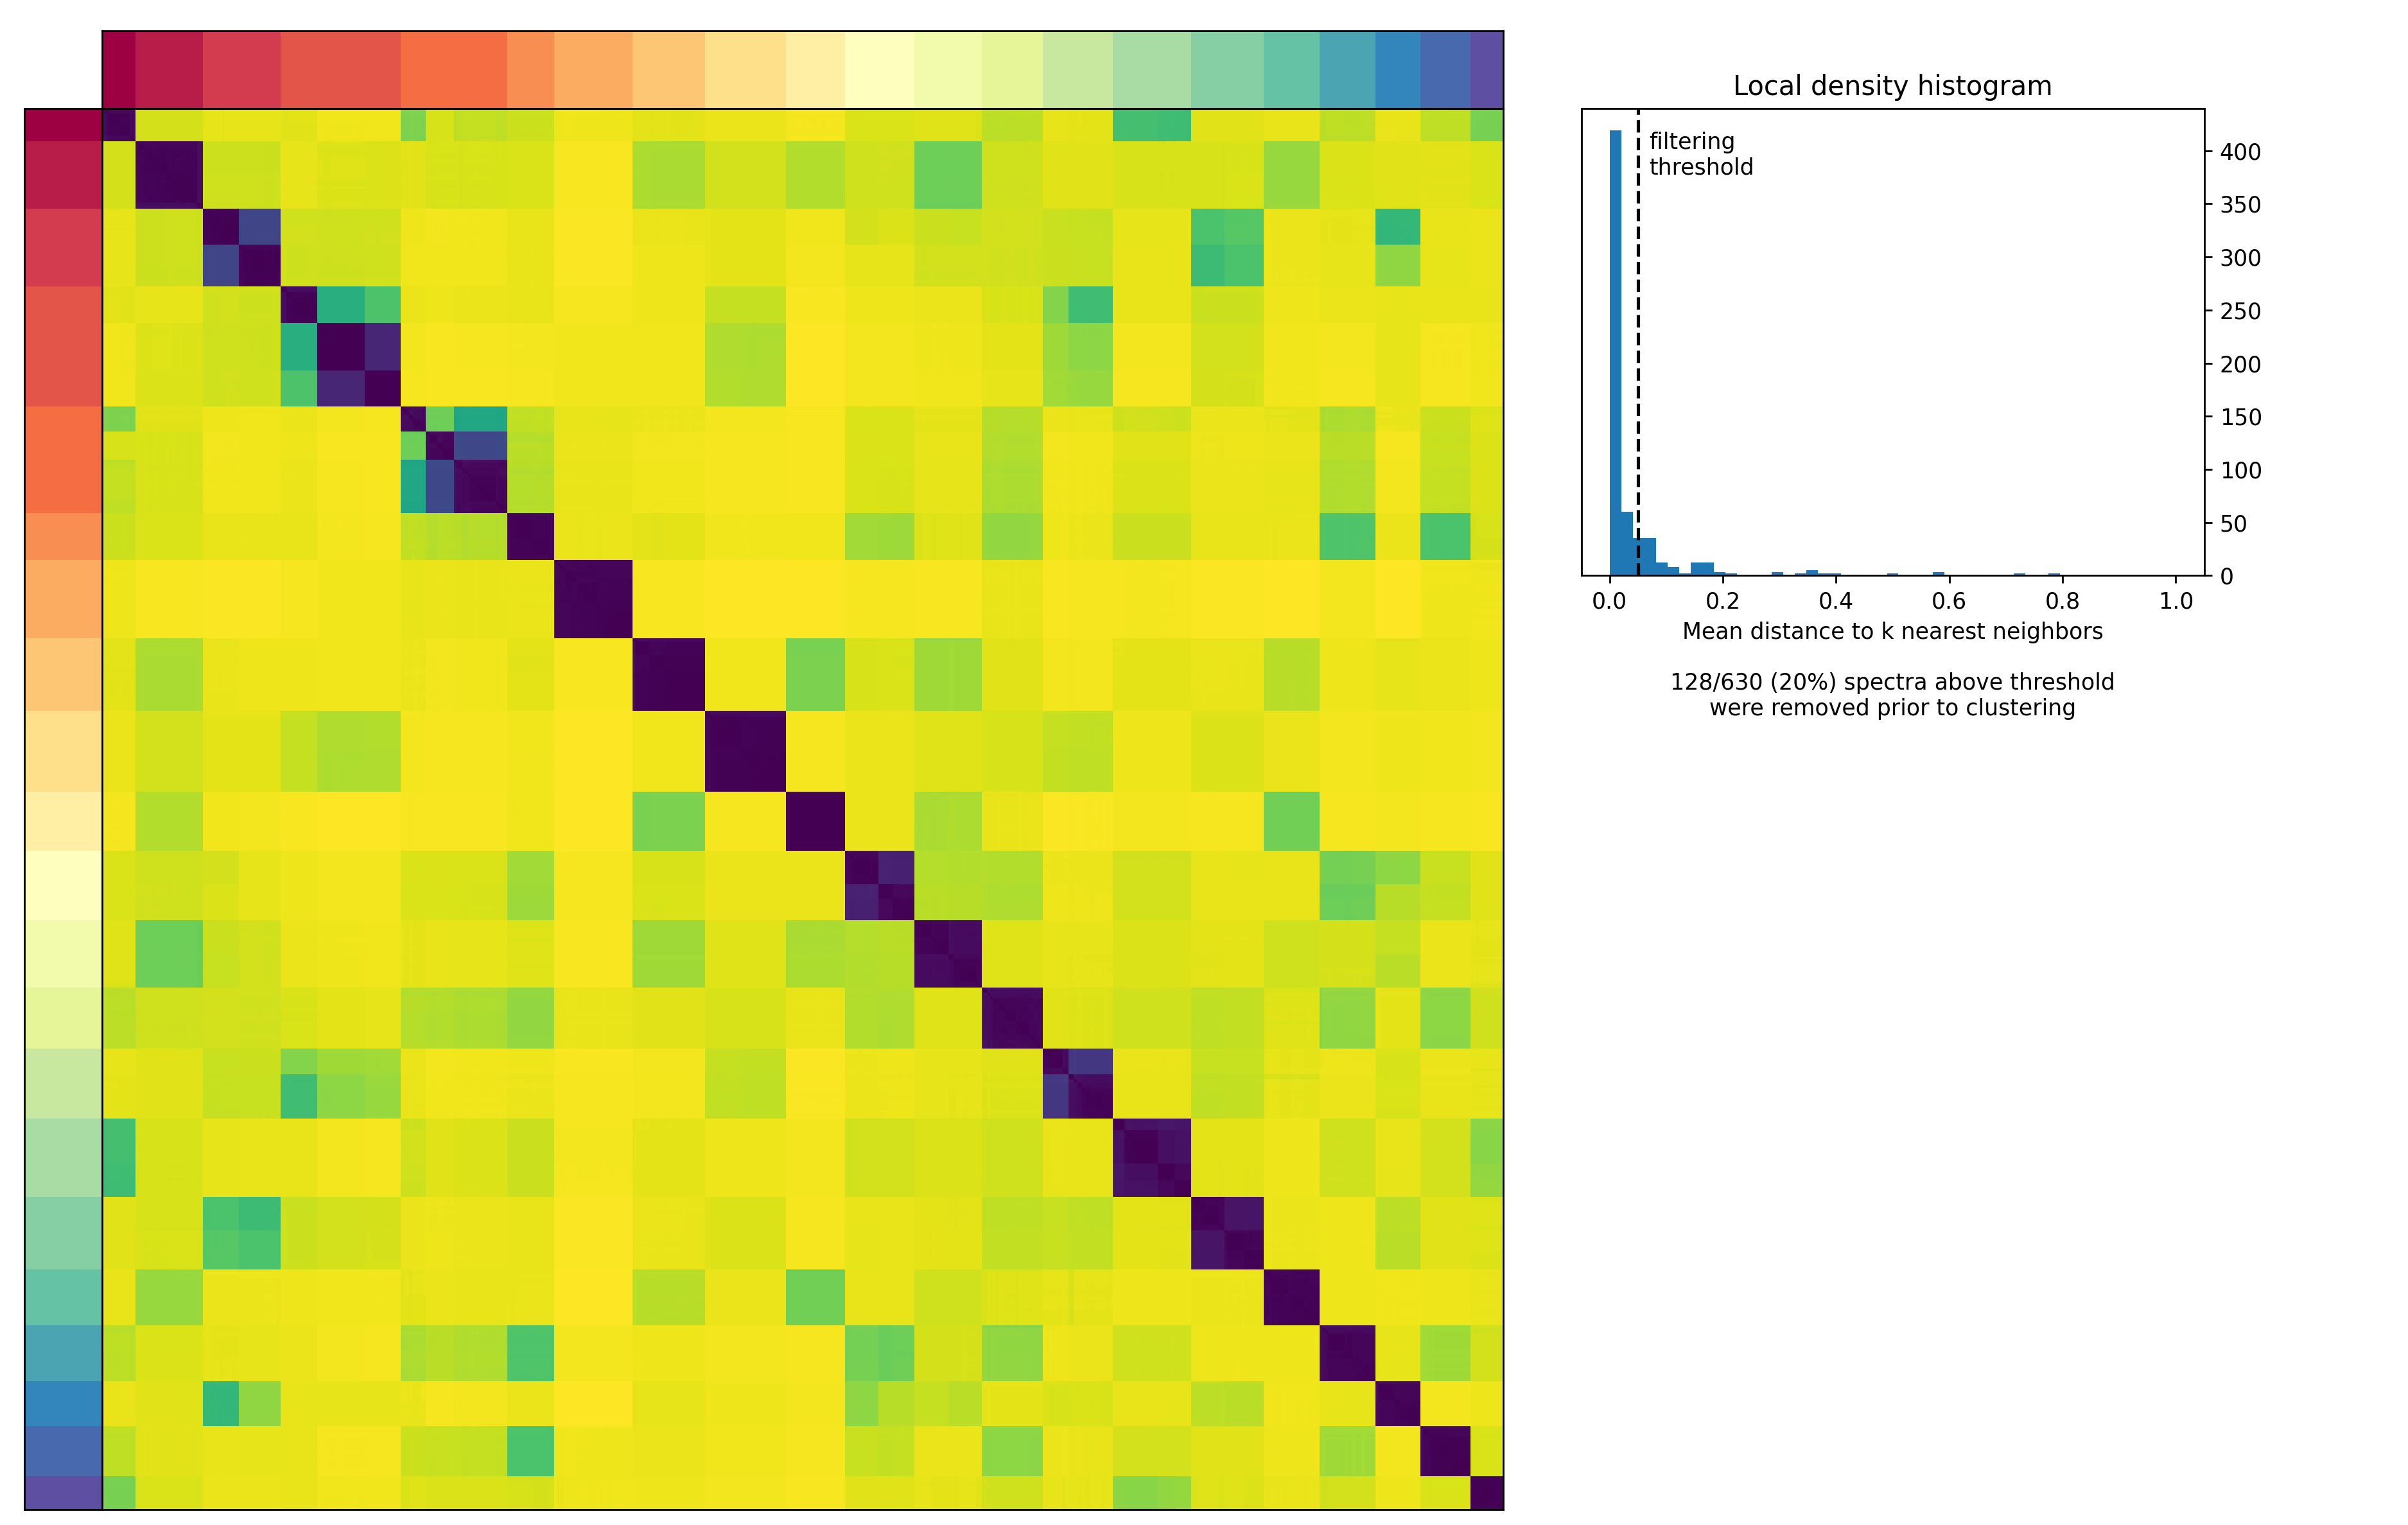 Local density histogram
filtering
threshold
400
350
300
250
200
150
100
50
0
0.0 0.2 0.4 0.6 0.8 1.0
Mean distance to k nearest neighbors
128/630 (20%) spectra above threshold
were removed prior to clustering